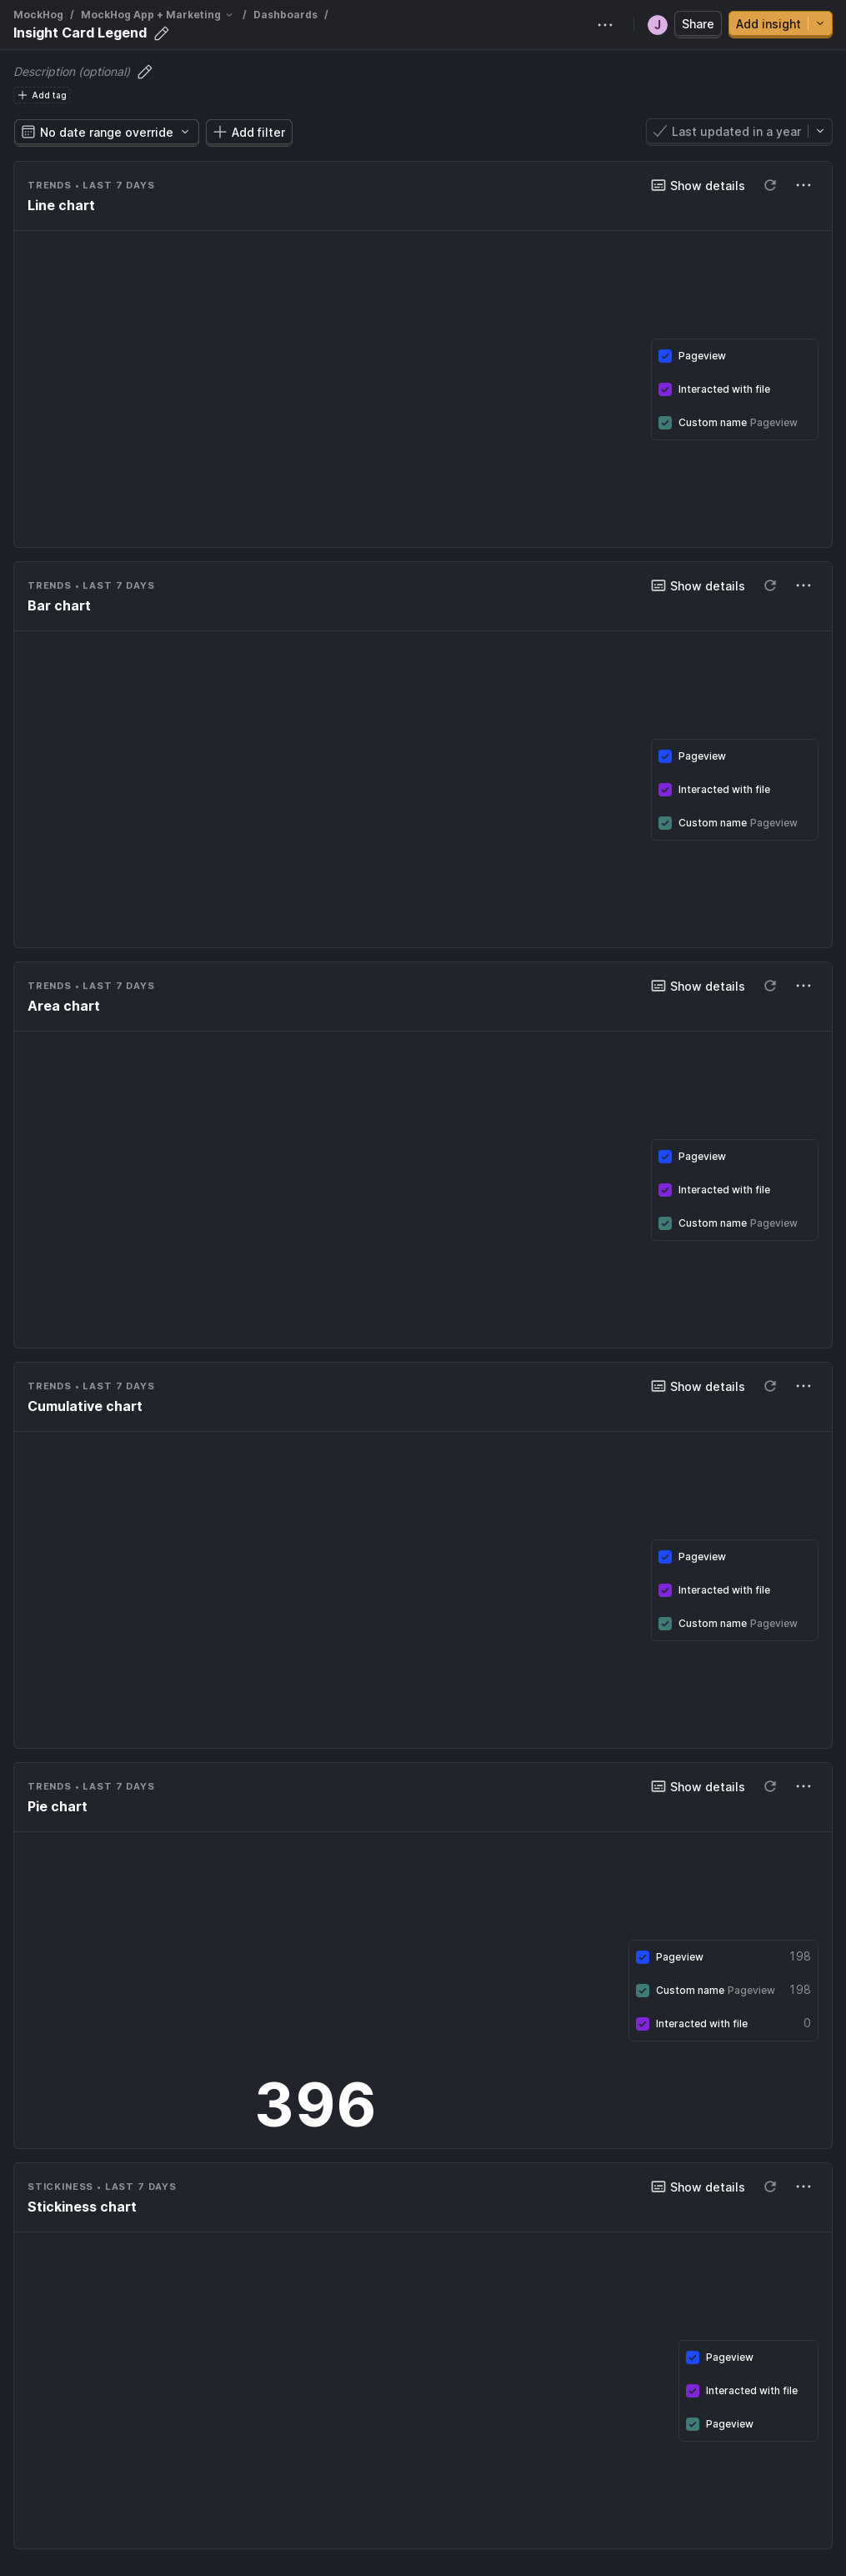 MockHog / MockHog App + Marketing / Dashboards /
Insight Card Legend
J
Share
Add insight
Description (optional)
Add tag
No date range override
Add filter
Last updated in a year
TRENDS • LAST 7 DAYS
Show details
Line chart
Pageview
Interacted with file
Custom name Pageview
TRENDS • LAST 7 DAYS
Show details
Bar chart
Pageview
Interacted with file
Custom name Pageview
TRENDS • LAST 7 DAYS
Show details
Area chart
Pageview
Interacted with file
Custom name Pageview
TRENDS • LAST 7 DAYS
Show details
Cumulative chart
Pageview
Interacted with file
Custom name Pageview
TRENDS • LAST 7 DAYS
Show details
Pie chart
Pageview 198
Custom name Pageview 198
Interacted with file 0
396
STICKINESS • LAST 7 DAYS
Show details
Stickiness chart
Pageview
Interacted with file
Pageview